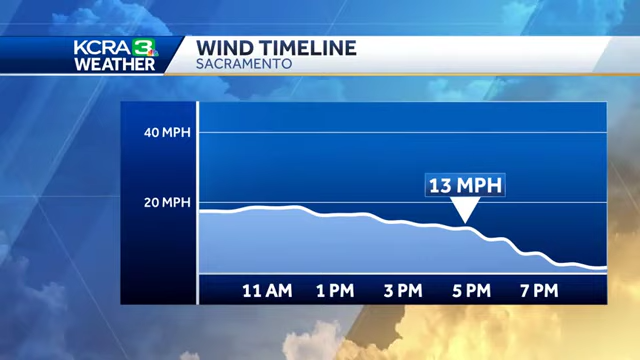 KCRA 3
WEATHER
WIND TIMELINE
SACRAMENTO
40 MPH
20 MPH
13 MPH
11 AM 1 PM 3 PM 5 PM 7 PM